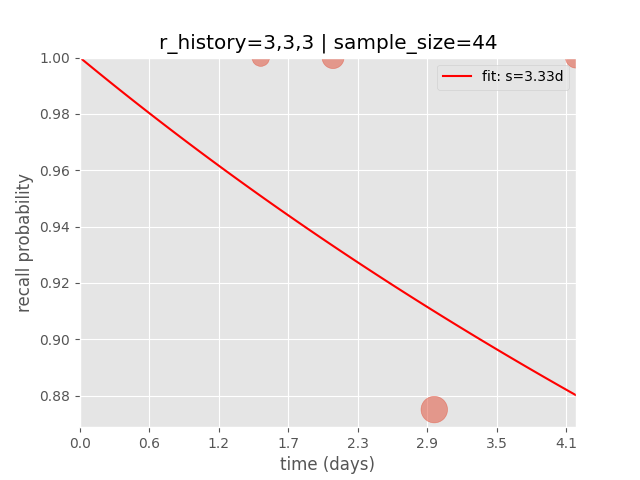 r_history=3,3,3 | sample_size=44
fit: s=3.33d
recall probability
1.00
0.98
0.96
0.94
0.92
0.90
0.88
0.0 0.6 1.2 1.7 2.3 2.9 3.5 4.1
time (days)